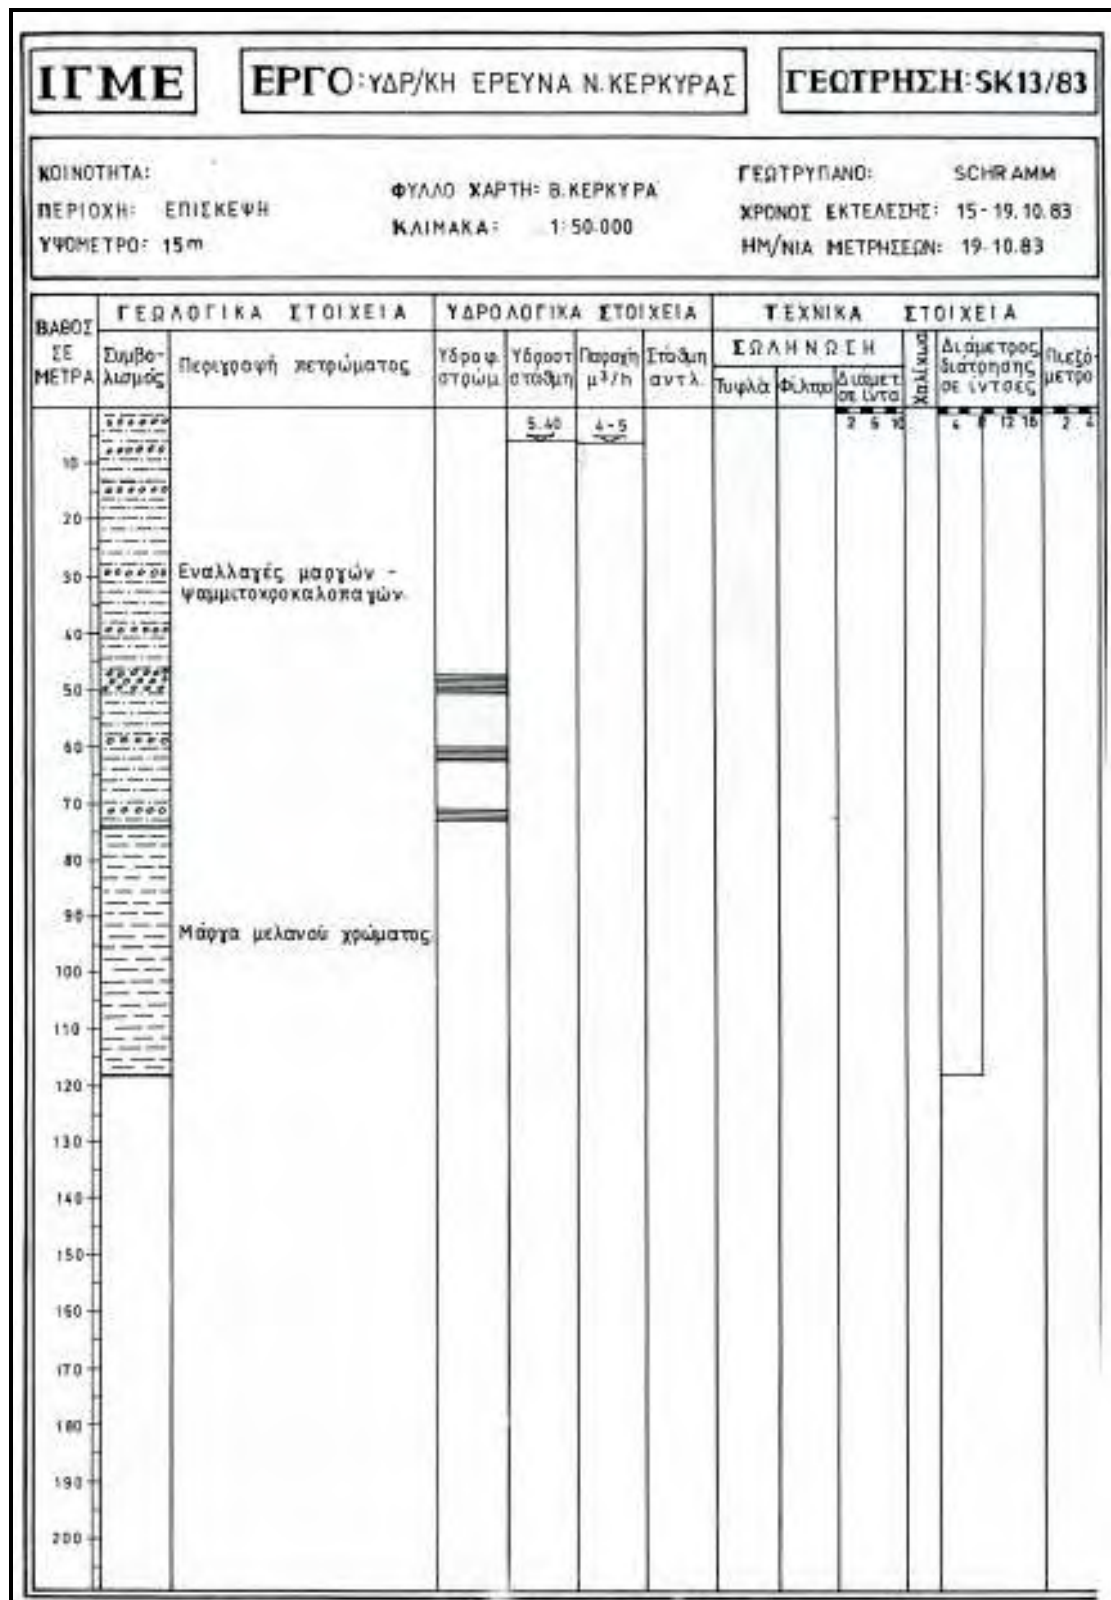 ΙΓΜΕ
ΕΡΓΟ: ΥΔΡ/ΚΗ ΕΡΕΥΝΑ Ν. ΚΕΡΚΥΡΑΣ
ΓΕΩΤΡΗΣΗ: SK13/83
ΚΟΙΝΟΤΗΤΑ:
ΠΕΡΙΟΧΗ: ΕΠΙΣΚΕΨΗ
ΥΨΟΜΕΤΡΟ: 15m
ΦΥΛΛΟ ΧΑΡΤΗ: Β. ΚΕΡΚΥΡΑ
ΚΛΙΜΑΚΑ: 1:50.000
ΓΕΩΤΡΥΠΑΝΟ: SCHRAMM
ΧΡΟΝΟΣ ΕΚΤΕΛΕΣΗΣ: 15-19.10.83
ΗΜ/ΝΙΑ ΜΕΤΡΗΣΕΩΝ: 19-10.83
ΒΑΘΟΣ
ΣΕ
ΜΕΤΡΑ
ΓΕΩΛΟΓΙΚΑ ΣΤΟΙΧΕΙΑ
Συμβο-
λισμός
Περιγραφή πετρώματος
ΥΔΡΟΛΟΓΙΚΑ ΣΤΟΙΧΕΙΑ
Υδροφ.
στρώμ.
Υδροστ
στάθμη
Παροχή
μ³/h
Στάθμη
αντλ.
ΤΕΧΝΙΚΑ ΣΤΟΙΧΕΙΑ
ΣΩΛΗΝΩΣΗ
Τυφλά
Φίλτρο
Διάμετ.
σε ίντσ
Διάμετρος
διάτρησης
σε ίντσες
Πιεζό-
μετρο
2 6 10
4 8 12 16
2 4
5.40
4-5
10
20
30
Εναλλαγές μαργών -
ψαμμιτοκροκαλοπαγών.
40
50
60
70
80
90
Μάργα μελανού χρώματος
100
110
120
130
140
150
160
170
180
190
200